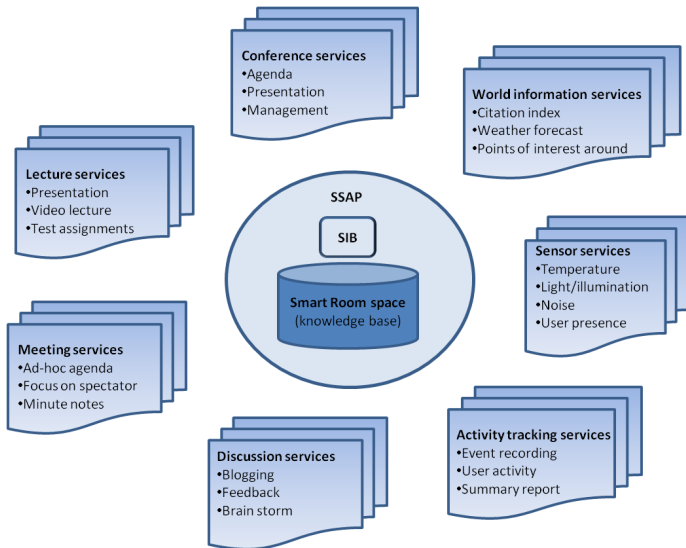 Conference services
•Agenda
•Presentation
•Management
World information services
•Citation index
•Weather forecast
•Points of interest around
Lecture services
•Presentation
•Video lecture
•Test assignments
SSAP
SIB
Smart Room space
(knowledge base)
Sensor services
•Temperature
•Light/illumination
•Noise
•User presence
Meeting services
•Ad-hoc agenda
•Focus on spectator
•Minute notes
Discussion services
•Blogging
•Feedback
•Brain storm
Activity tracking services
•Event recording
•User activity
•Summary report